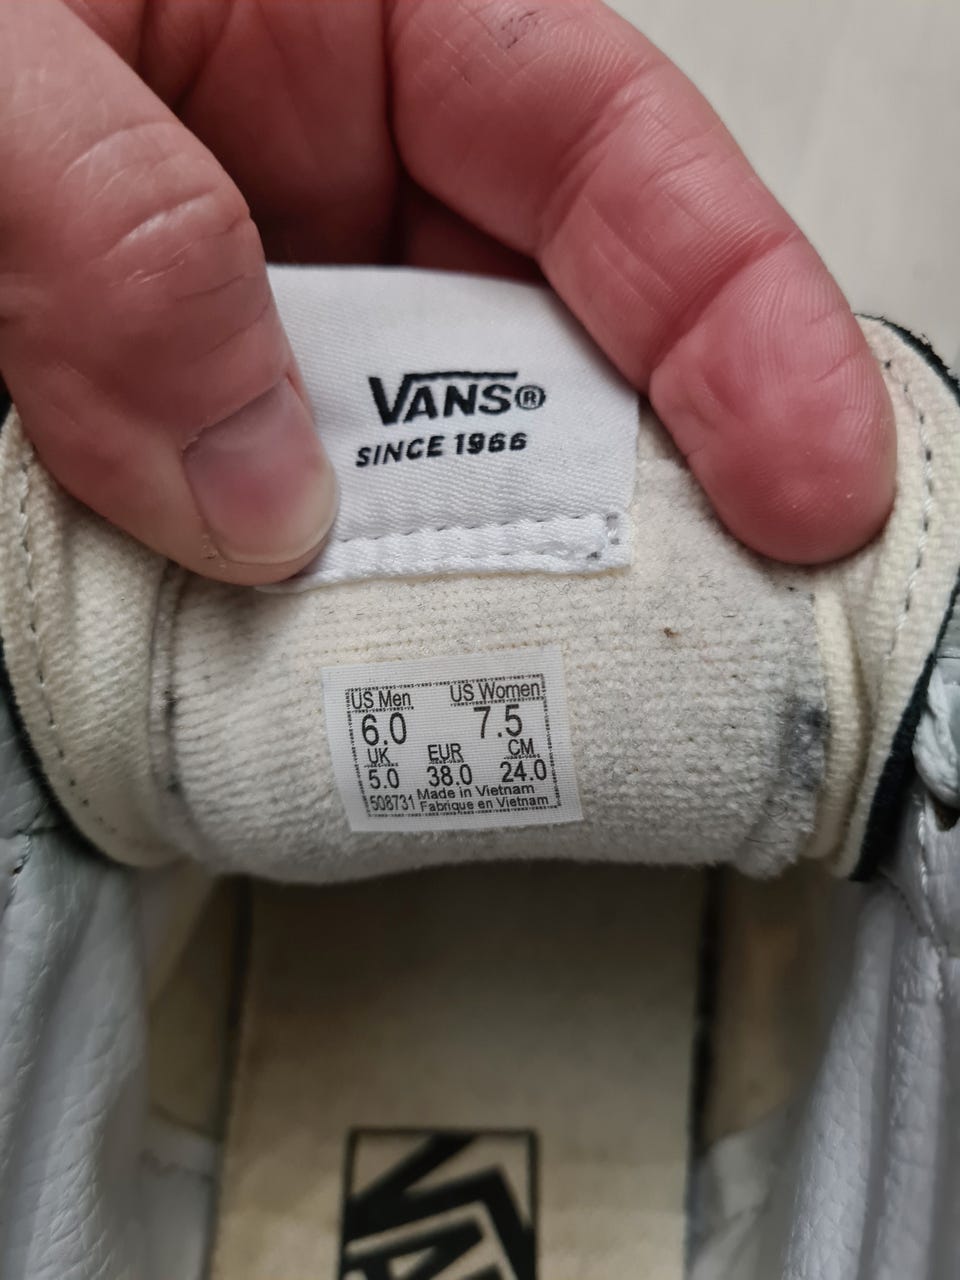 VANS®
SINCE 1966
US Men US Women
6.0 7.5
UK EUR CM
5.0 38.0 24.0
508731 Made in Vietnam
Fabrique en Vietnam
VA